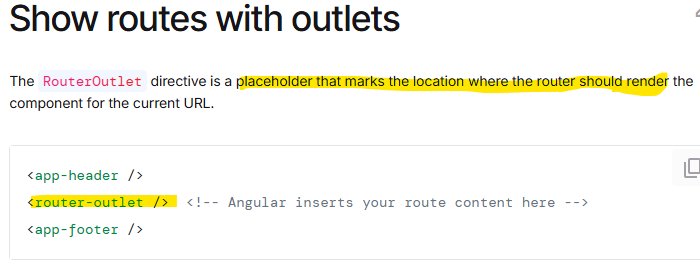 Show routes with outlets
The RouterOutlet directive is a placeholder that marks the location where the router should render the
component for the current URL.
<app-header />
<router-outlet /> <!-- Angular inserts your route content here -->
<app-footer />